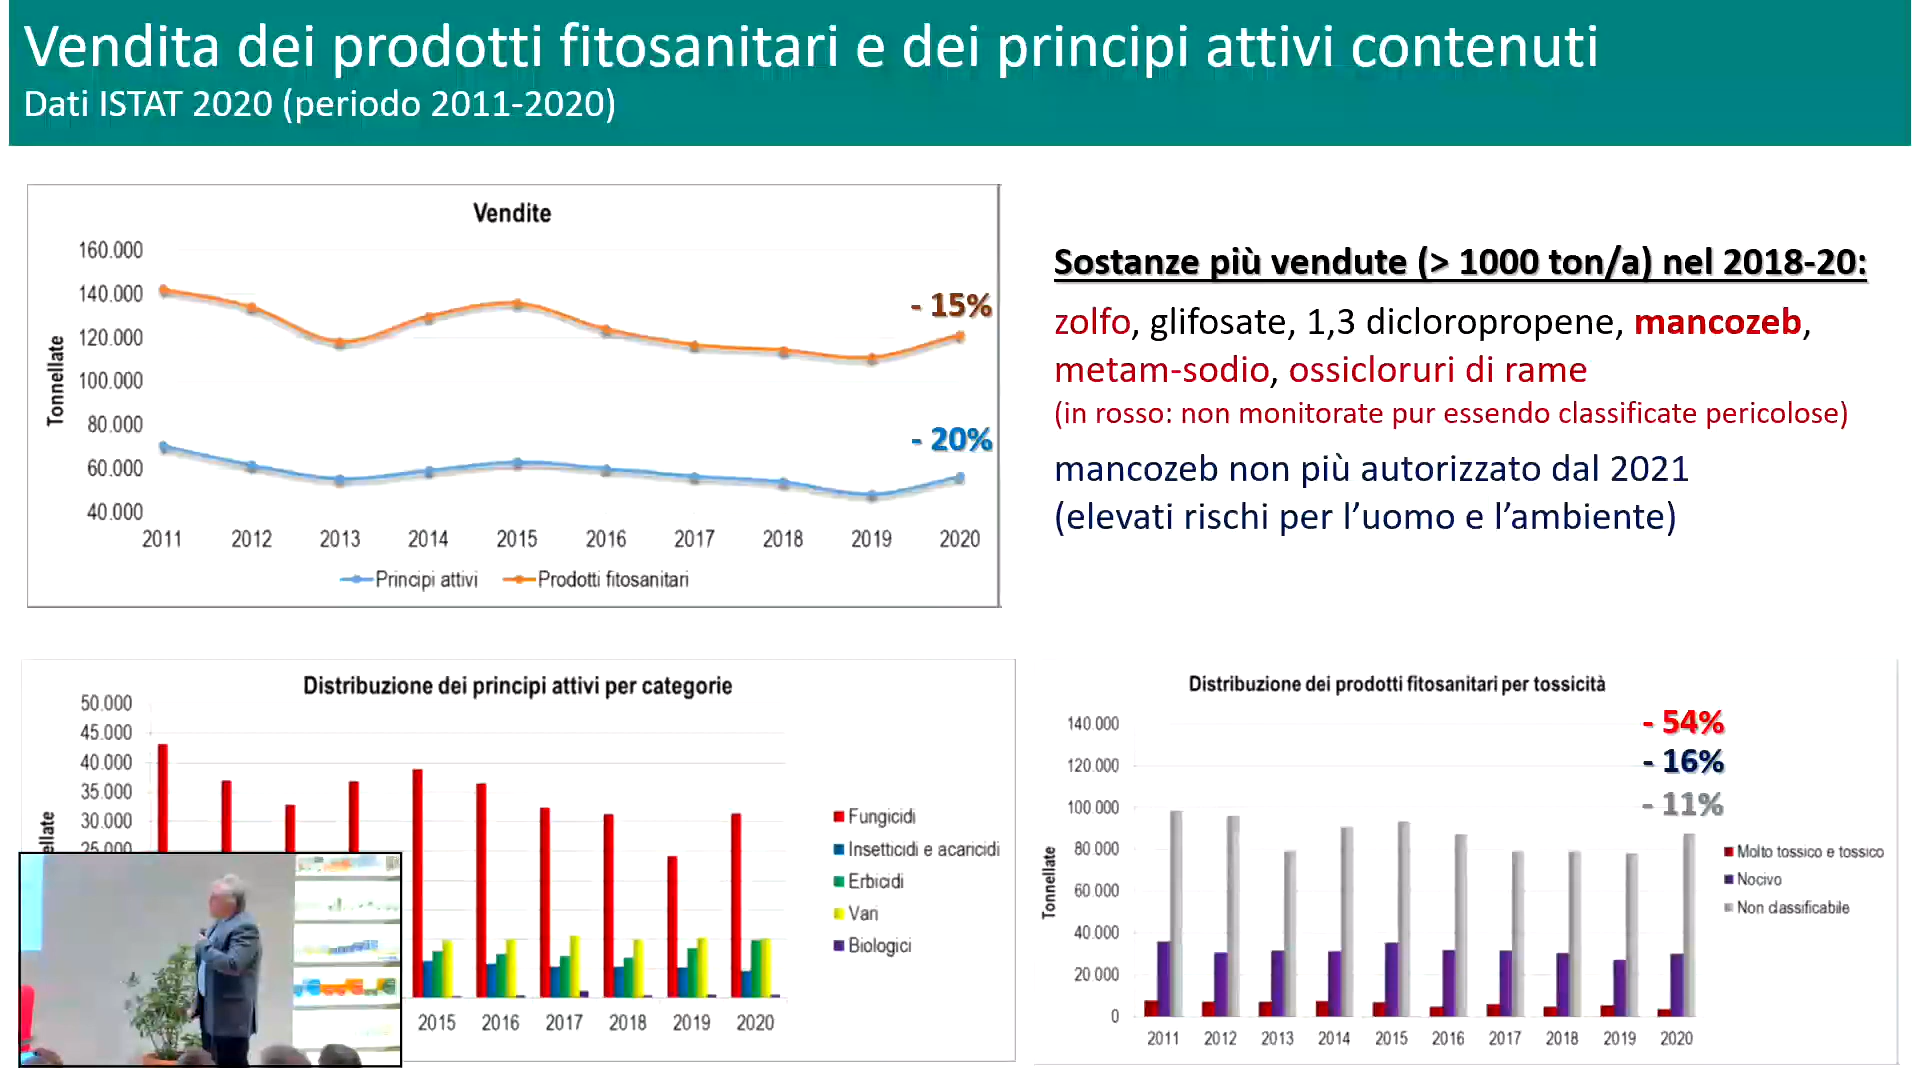 Vendita dei prodotti fitosanitari e dei principi attivi contenuti
Dati ISTAT 2020 (periodo 2011-2020)
Vendite
160.000
140.000
120.000
100.000
80.000
60.000
40.000
Tonnellate
- 15%
- 20%
2011 2012 2013 2014 2015 2016 2017 2018 2019 2020
Principi attivi Prodotti fitosanitari
Sostanze più vendute (> 1000 ton/a) nel 2018-20:
zolfo, glifosate, 1,3 dicloropropene, mancozeb,
metam-sodio, ossicloruri di rame
(in rosso: non monitorate pur essendo classificate pericolose)
mancozeb non più autorizzato dal 2021
(elevati rischi per l'uomo e l'ambiente)
Distribuzione dei principi attivi per categorie
50.000
45.000
40.000
35.000
30.000
25.000
ellate
2015 2016 2017 2018 2019 2020
Fungicidi
Insetticidi e acaricidi
Erbicidi
Vari
Biologici
Distribuzione dei prodotti fitosanitari per tossicità
140.000
120.000
100.000
80.000
60.000
40.000
20.000
0
Tonnellate
- 54%
- 16%
- 11%
2011 2012 2013 2014 2015 2016 2017 2018 2019 2020
Molto tossico e tossico
Nocivo
Non classificabile